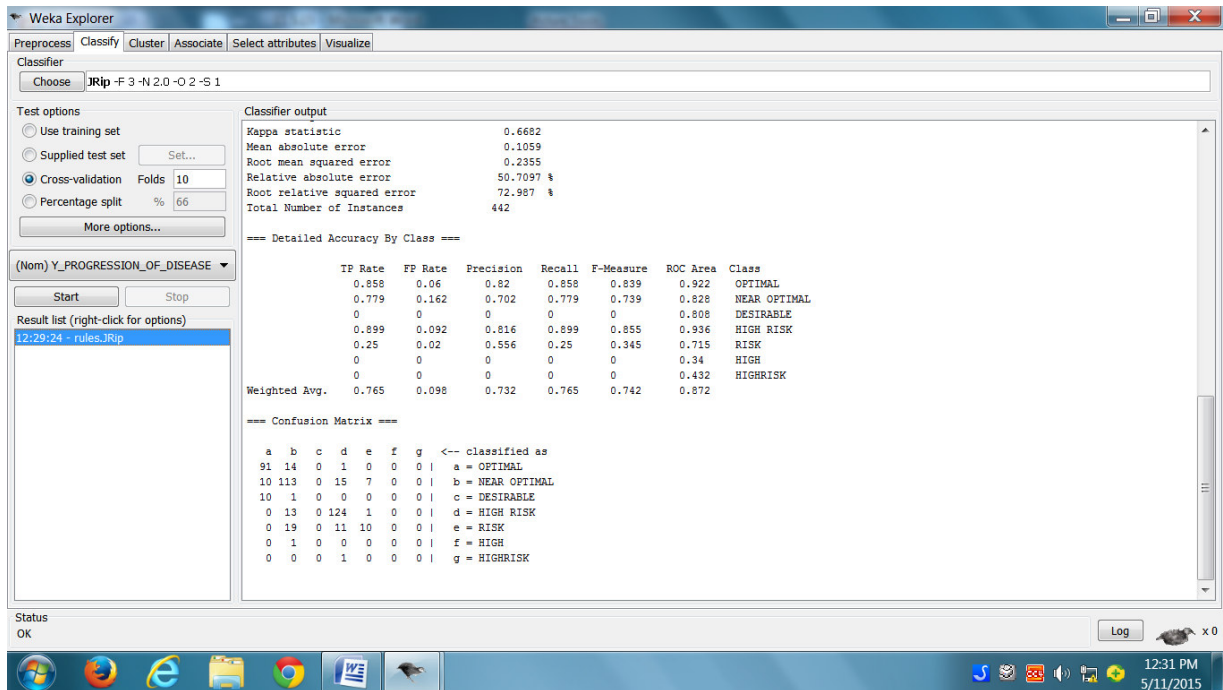 Weka Explorer
Preprocess Classify Cluster Associate Select attributes Visualize
Classifier
Choose JRip -F 3 -N 2.0 -O 2 -S 1
Test options
Use training set
Supplied test set Set...
Cross-validation Folds 10
Percentage split % 66
More options...
(Nom) Y_PROGRESSION_OF_DISEASE
Start Stop
Result list (right-click for options)
12:29:24 - rules.JRip
Classifier output
Kappa statistic 0.6682
Mean absolute error 0.1059
Root mean squared error 0.2355
Relative absolute error 50.7097 %
Root relative squared error 72.987 %
Total Number of Instances 442
=== Detailed Accuracy By Class ===
TP Rate FP Rate Precision Recall F-Measure ROC Area Class
0.858 0.06 0.82 0.858 0.839 0.922 OPTIMAL
0.779 0.162 0.702 0.779 0.739 0.828 NEAR OPTIMAL
0 0 0 0 0 0.808 DESIRABLE
0.899 0.092 0.816 0.899 0.855 0.936 HIGH RISK
0.25 0.02 0.556 0.25 0.345 0.715 RISK
0 0 0 0 0 0.34 HIGH
0 0 0 0 0 0.432 HIGHRISK
Weighted Avg. 0.765 0.098 0.732 0.765 0.742 0.872
=== Confusion Matrix ===
a b c d e f g <-- classified as
91 14 0 1 0 0 0 | a = OPTIMAL
10 113 0 15 7 0 0 | b = NEAR OPTIMAL
10 1 0 0 0 0 0 | c = DESIRABLE
0 13 0 124 1 0 0 | d = HIGH RISK
0 19 0 11 10 0 0 | e = RISK
0 1 0 0 0 0 0 | f = HIGH
0 0 0 1 0 0 0 | g = HIGHRISK
Status
OK
Log x 0
12:31 PM
5/11/2015